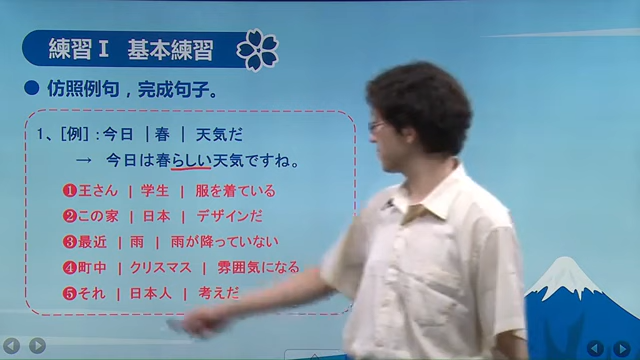 練習Ⅰ 基本練習
● 仿照例句，完成句子。
1、[例]：今日 | 春 | 天気だ
→ 今日は春らしい天気ですね。
❶王さん | 学生 | 服を着ている
❷この家 | 日本 | デザインだ
❸最近 | 雨 | 雨が降っていない
❹町中 | クリスマス | 雰囲気になる
❺それ | 日本人 | 考えだ